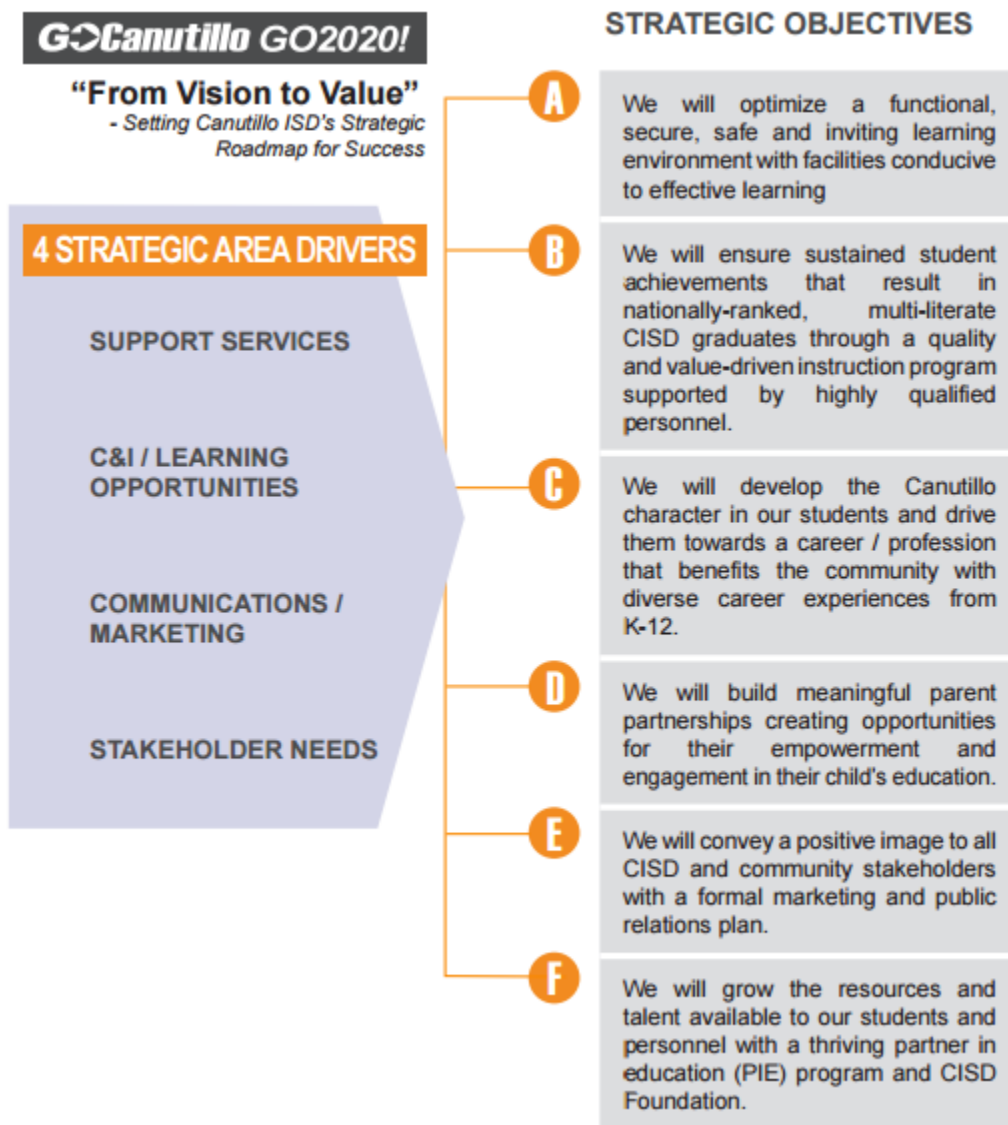 GOCanutillo GO2020!
“From Vision to Value”
- Setting Canutillo ISD's Strategic
Roadmap for Success
4 STRATEGIC AREA DRIVERS
SUPPORT SERVICES
C&I / LEARNING
OPPORTUNITIES
COMMUNICATIONS /
MARKETING
STAKEHOLDER NEEDS
STRATEGIC OBJECTIVES
A
We will optimize a functional,
secure, safe and inviting learning
environment with facilities conducive
to effective learning
B
We will ensure sustained student
achievements that result in
nationally-ranked, multi-literate
CISD graduates through a quality
and value-driven instruction program
supported by highly qualified
personnel.
C
We will develop the Canutillo
character in our students and drive
them towards a career / profession
that benefits the community with
diverse career experiences from
K-12.
D
We will build meaningful parent
partnerships creating opportunities
for their empowerment and
engagement in their child's education.
E
We will convey a positive image to all
CISD and community stakeholders
with a formal marketing and public
relations plan.
F
We will grow the resources and
talent available to our students and
personnel with a thriving partner in
education (PIE) program and CISD
Foundation.